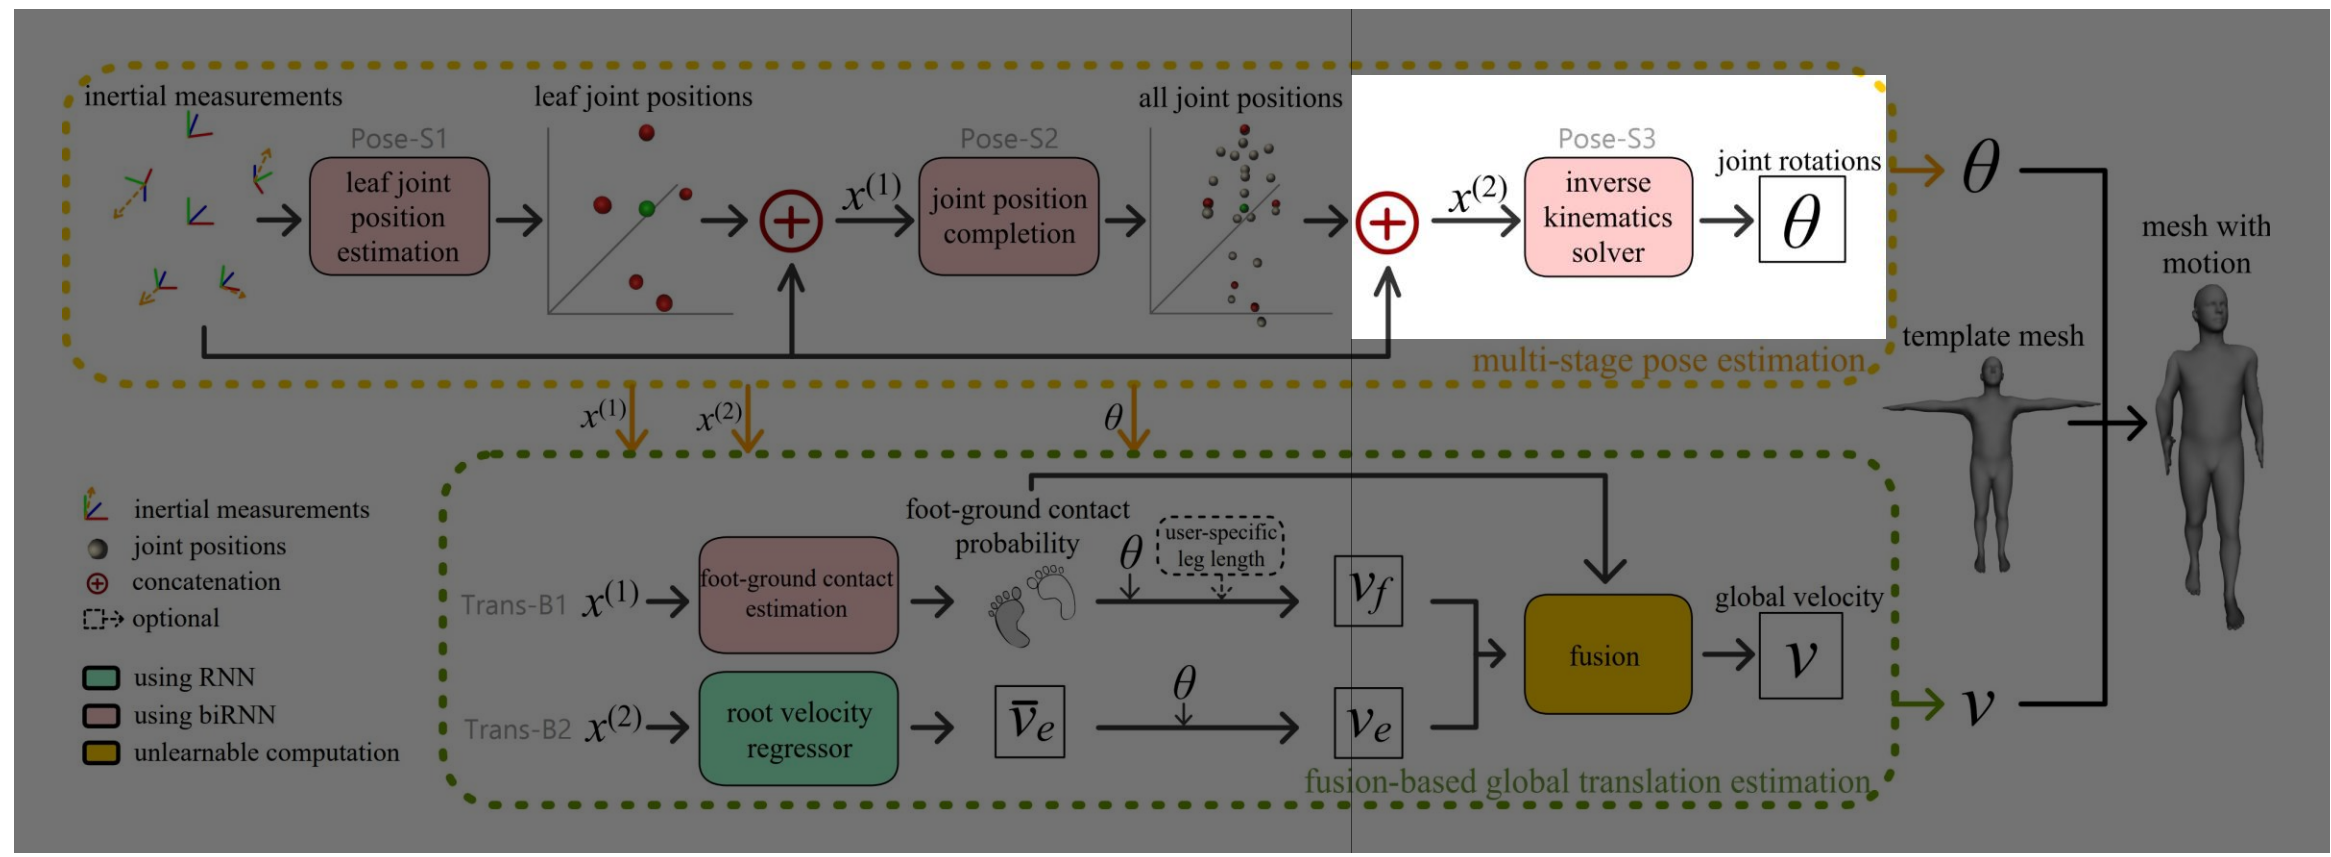 inertial measurements
leaf joint positions
all joint positions
Pose-S1
Pose-S2
Pose-S3
leaf joint
position
estimation
x(1)
joint position
completion
x(2)
inverse
kinematics
solver
joint rotations
θ
θ
mesh with
motion
template mesh
multi-stage pose estimation
x(1)
x(2)
θ
inertial measurements
joint positions
concatenation
optional
using RNN
using biRNN
unlearnable computation
Trans-B1
x(1)
foot-ground contact
estimation
foot-ground contact
probability
θ
user-specific
leg length
vf
Trans-B2
x(2)
root velocity
regressor
v̄e
θ
ve
fusion
global velocity
v
v
fusion-based global translation estimation